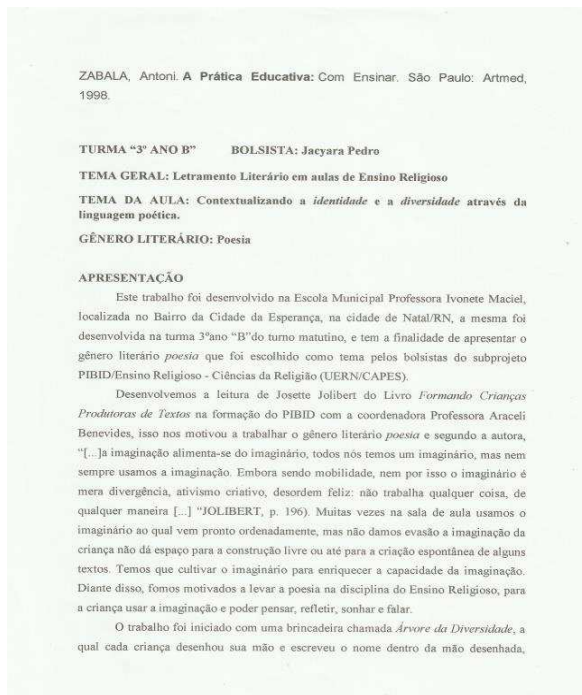 ZABALA, Antoni. A Prática Educativa: Com Ensinar. São Paulo: Artmed,
1998.
TURMA “3º ANO B” BOLSISTA: Jacyara Pedro
TEMA GERAL: Letramento Literário em aulas de Ensino Religioso
TEMA DA AULA: Contextualizando a identidade e a diversidade através da
linguagem poética.
GÊNERO LITERÁRIO: Poesia
APRESENTAÇÃO
Este trabalho foi desenvolvido na Escola Municipal Professora Ivonete Maciel,
localizada no Bairro da Cidade da Esperança, na cidade de Natal/RN, a mesma foi
desenvolvida na turma 3ºano “B”do turno matutino, e tem a finalidade de apresentar o
gênero literário poesia que foi escolhido como tema pelos bolsistas do subprojeto
PIBID/Ensino Religioso - Ciências da Religião (UERN/CAPES).
Desenvolvemos a leitura de Josette Jolibert do Livro Formando Crianças
Produtoras de Textos na formação do PIBID com a coordenadora Professora Araceli
Benevides, isso nos motivou a trabalhar o gênero literário poesia e segundo a autora,
“[...]a imaginação alimenta-se do imaginário, todos nós temos um imaginário, mas nem
sempre usamos a imaginação. Embora sendo mobilidade, nem por isso o imaginário é
mera divergência, ativismo criativo, desordem feliz: não trabalha qualquer coisa, de
qualquer maneira [...] “JOLIBERT, p. 196). Muitas vezes na sala de aula usamos o
imaginário ao qual vem pronto ordenadamente, mas não damos evasão a imaginação da
criança não dá espaço para a construção livre ou até para a criação espontânea de alguns
textos. Temos que cultivar o imaginário para enriquecer a capacidade da imaginação.
Diante disso, fomos motivados a levar a poesia na disciplina do Ensino Religioso, para
a criança usar a imaginação e poder pensar, refletir, sonhar e falar.
O trabalho foi iniciado com uma brincadeira chamada Árvore da Diversidade, a
qual cada criança desenhou sua mão e escreveu o nome dentro da mão desenhada,